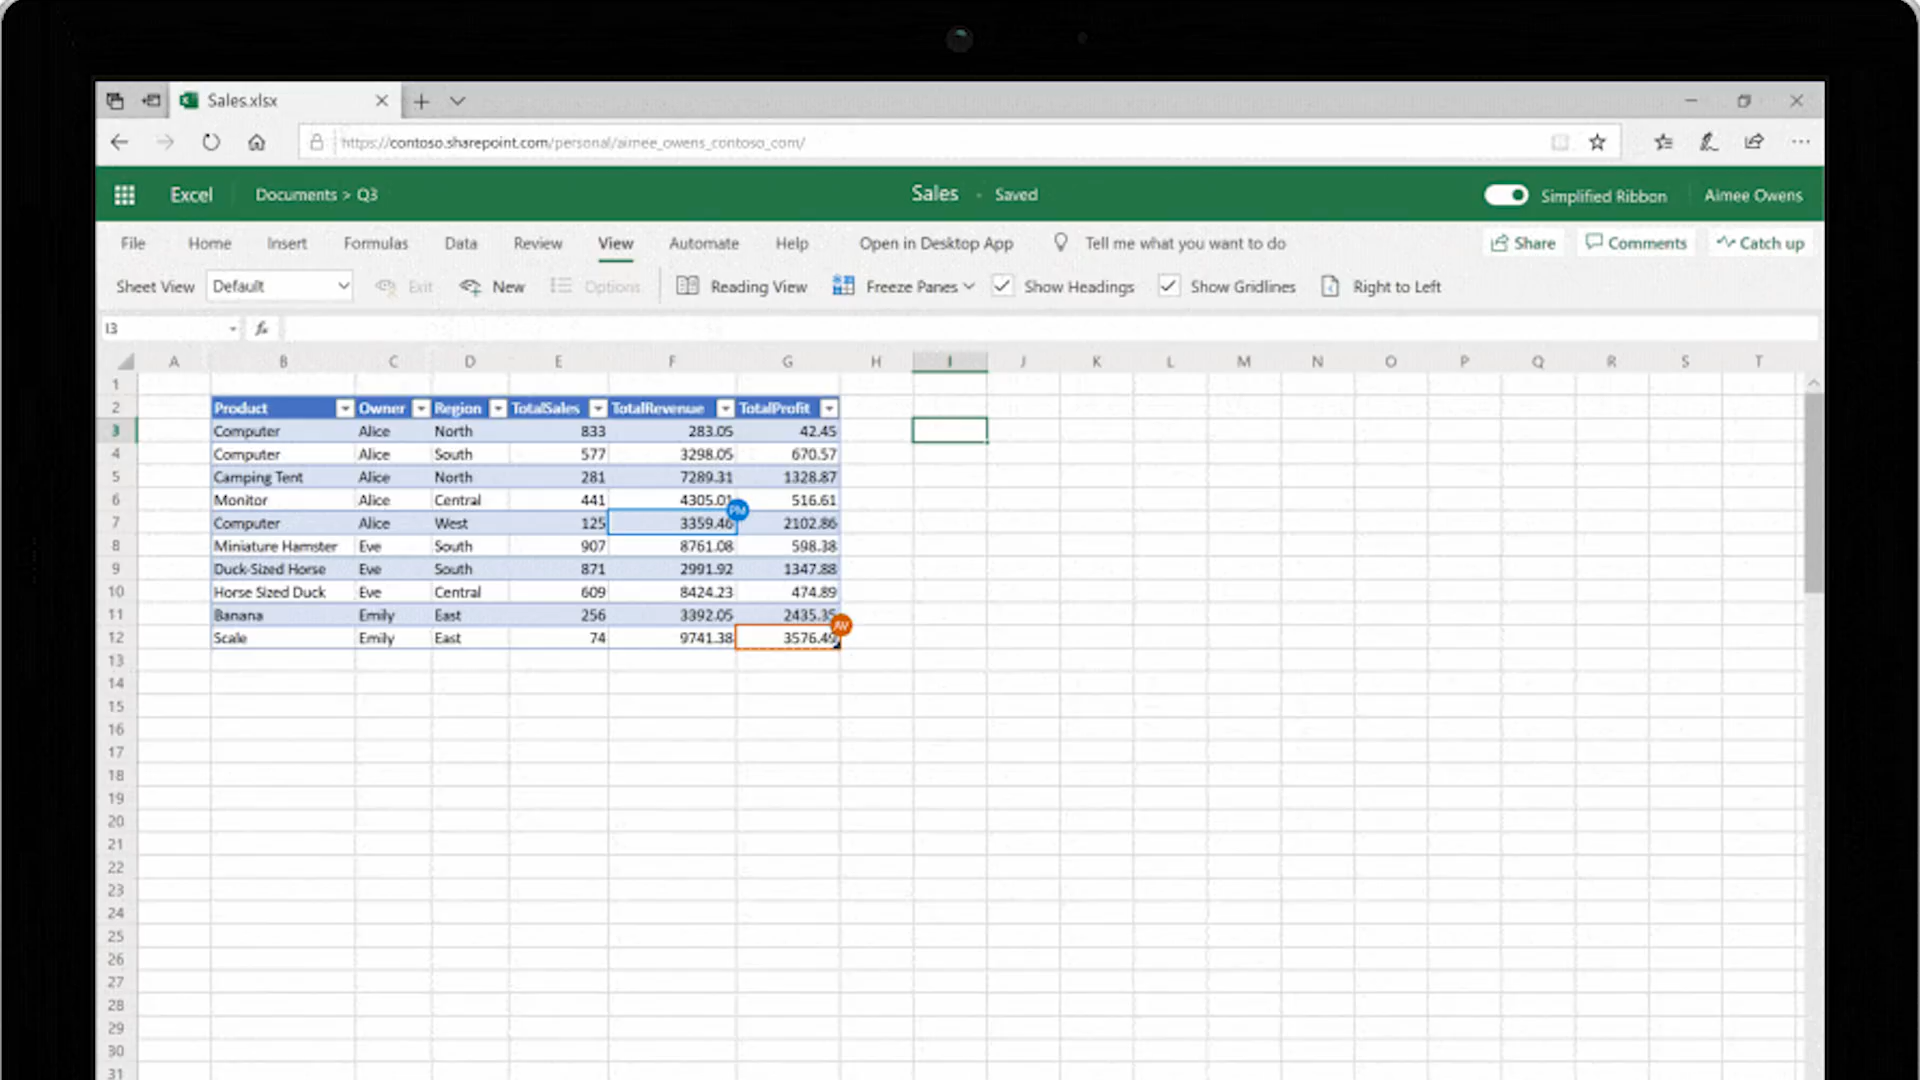 Sales.xlsx
https://contoso.sharepoint.com/personal/aimee_owens_contoso_com/
Excel Documents > Q3 Sales - Saved Simplified Ribbon Aimee Owens
File Home Insert Formulas Data Review View Automate Help Open in Desktop App Tell me what you want to do Share Comments Catch up
Sheet View Default Exit New Options Reading View Freeze Panes Show Headings Show Gridlines Right to Left
I3 fx
A B C D E F G H I J K L M N O P Q R S T
1
2 Product Owner Region TotalSales TotalRevenue TotalProfit
3 Computer Alice North 833 283.05 42.45
4 Computer Alice South 577 3298.05 670.57
5 Camping Tent Alice North 281 7289.31 1328.87
6 Monitor Alice Central 441 4305.01 516.61
PM
7 Computer Alice West 125 3359.46 2102.86
8 Miniature Hamster Eve South 907 8761.08 598.38
9 Duck-Sized Horse Eve South 871 2991.92 1347.88
10 Horse Sized Duck Eve Central 609 8424.23 474.89
11 Banana Emily East 256 3392.05 2435.35
AW
12 Scale Emily East 74 9741.38 3576.49
13
14
15
16
17
18
19
20
21
22
23
24
25
26
27
28
29
30
31